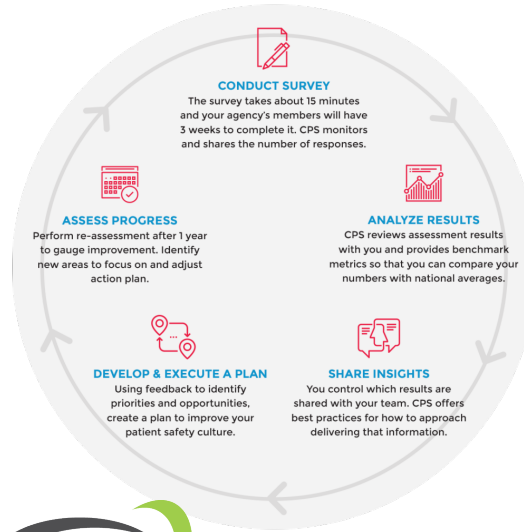 CONDUCT SURVEY
The survey takes about 15 minutes
and your agency's members will have
3 weeks to complete it. CPS monitors
and shares the number of responses.
ANALYZE RESULTS
CPS reviews assessment results
with you and provides benchmark
metrics so that you can compare your
numbers with national averages.
SHARE INSIGHTS
You control which results are
shared with your team. CPS offers
best practices for how to approach
delivering that information.
DEVELOP & EXECUTE A PLAN
Using feedback to identify
priorities and opportunities,
create a plan to improve your
patient safety culture.
ASSESS PROGRESS
Perform re-assessment after 1 year
to gauge improvement. Identify
new areas to focus on and adjust
action plan.